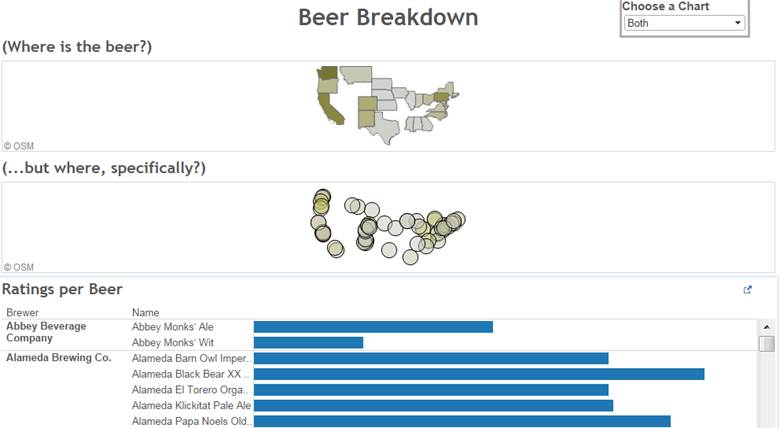 Beer Breakdown
Choose a Chart
Both
(Where is the beer?)
© OSM
(...but where, specifically?)
© OSM
Ratings per Beer
Brewer Name
Abbey Beverage Company Abbey Monks' Ale
Abbey Monks' Wit
Alameda Brewing Co. Alameda Barn Owl Imper..
Alameda Black Bear XX ..
Alameda El Torero Orga..
Alameda Klickitat Pale Ale
Alameda Papa Noels Old..